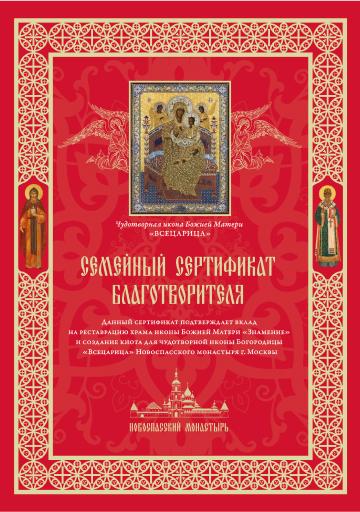 Чудотворная икона Божией Матери
«ВСЕЦАРИЦА»
СЕМЕЙНЫЙ СЕРТИФИКАТ
БЛАГОТВОРИТЕЛЯ
Данный сертификат подтверждает вклад
на реставрацию храма иконы Божией Матери «Знамение»
и создание киота для чудотворной иконы Богородицы
«Всецарица» Новоспасского монастыря г. Москвы
НОВОСПАССКИЙ МОНАСТЫРЬ